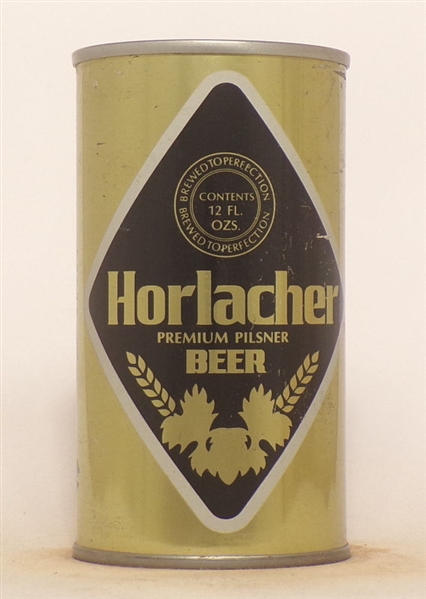 BREWED TO PERFECTION
CONTENTS
12 FL.
OZS.
BREWED TO PERFECTION
Horlacher
PREMIUM PILSNER
BEER